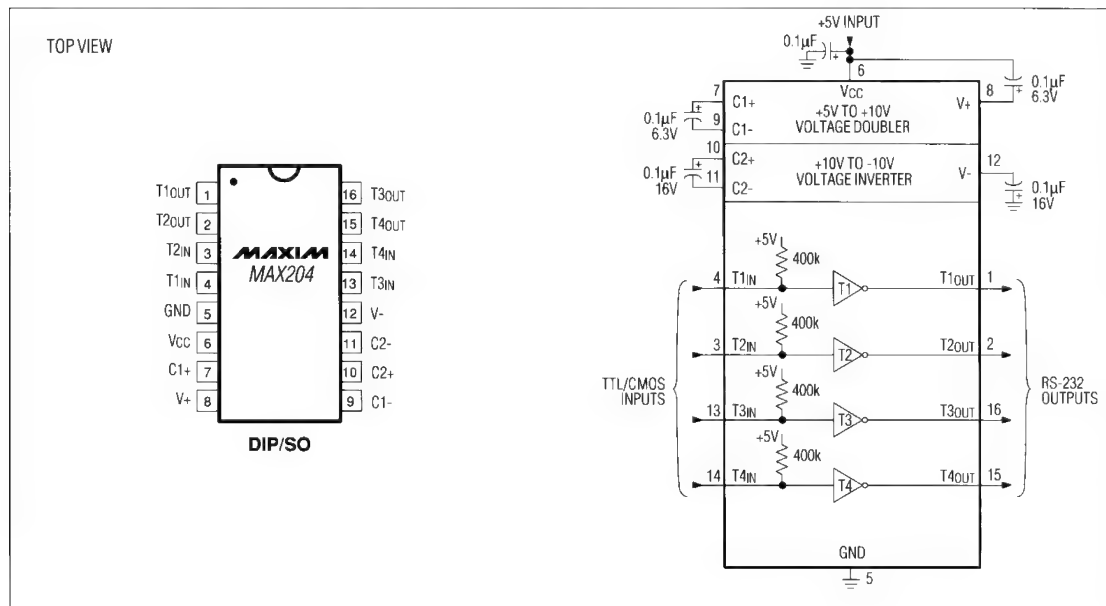 TOP VIEW
T1OUT 1
T2OUT 2
T2IN 3
T1IN 4
GND 5
VCC 6
C1+ 7
V+ 8
16 T3OUT
15 T4OUT
14 T4IN
13 T3IN
12 V-
11 C2-
10 C2+
9 C1-
MAXIM
MAX204
DIP/SO
+5V INPUT
0.1µF
+
6
VCC
0.1µF
6.3V
+
7 C1+
9 C1-
0.1µF
6.3V
+
+5V TO +10V
VOLTAGE DOUBLER
V+ 8
10 C2+
11 C2-
0.1µF
16V
+
+10V TO -10V
VOLTAGE INVERTER
V- 12
0.1µF
16V
+
TTL/CMOS
INPUTS
+5V
400k
4 T1IN T1 T1OUT 1
+5V
400k
3 T2IN T2 T2OUT 2
+5V
400k
13 T3IN T3 T3OUT 16
+5V
400k
14 T4IN T4 T4OUT 15
RS-232
OUTPUTS
GND
5